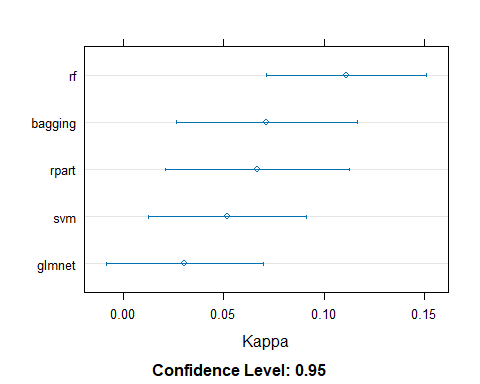 rf
bagging
rpart
svm
glmnet
0.00 0.05 0.10 0.15
Kappa
Confidence Level: 0.95